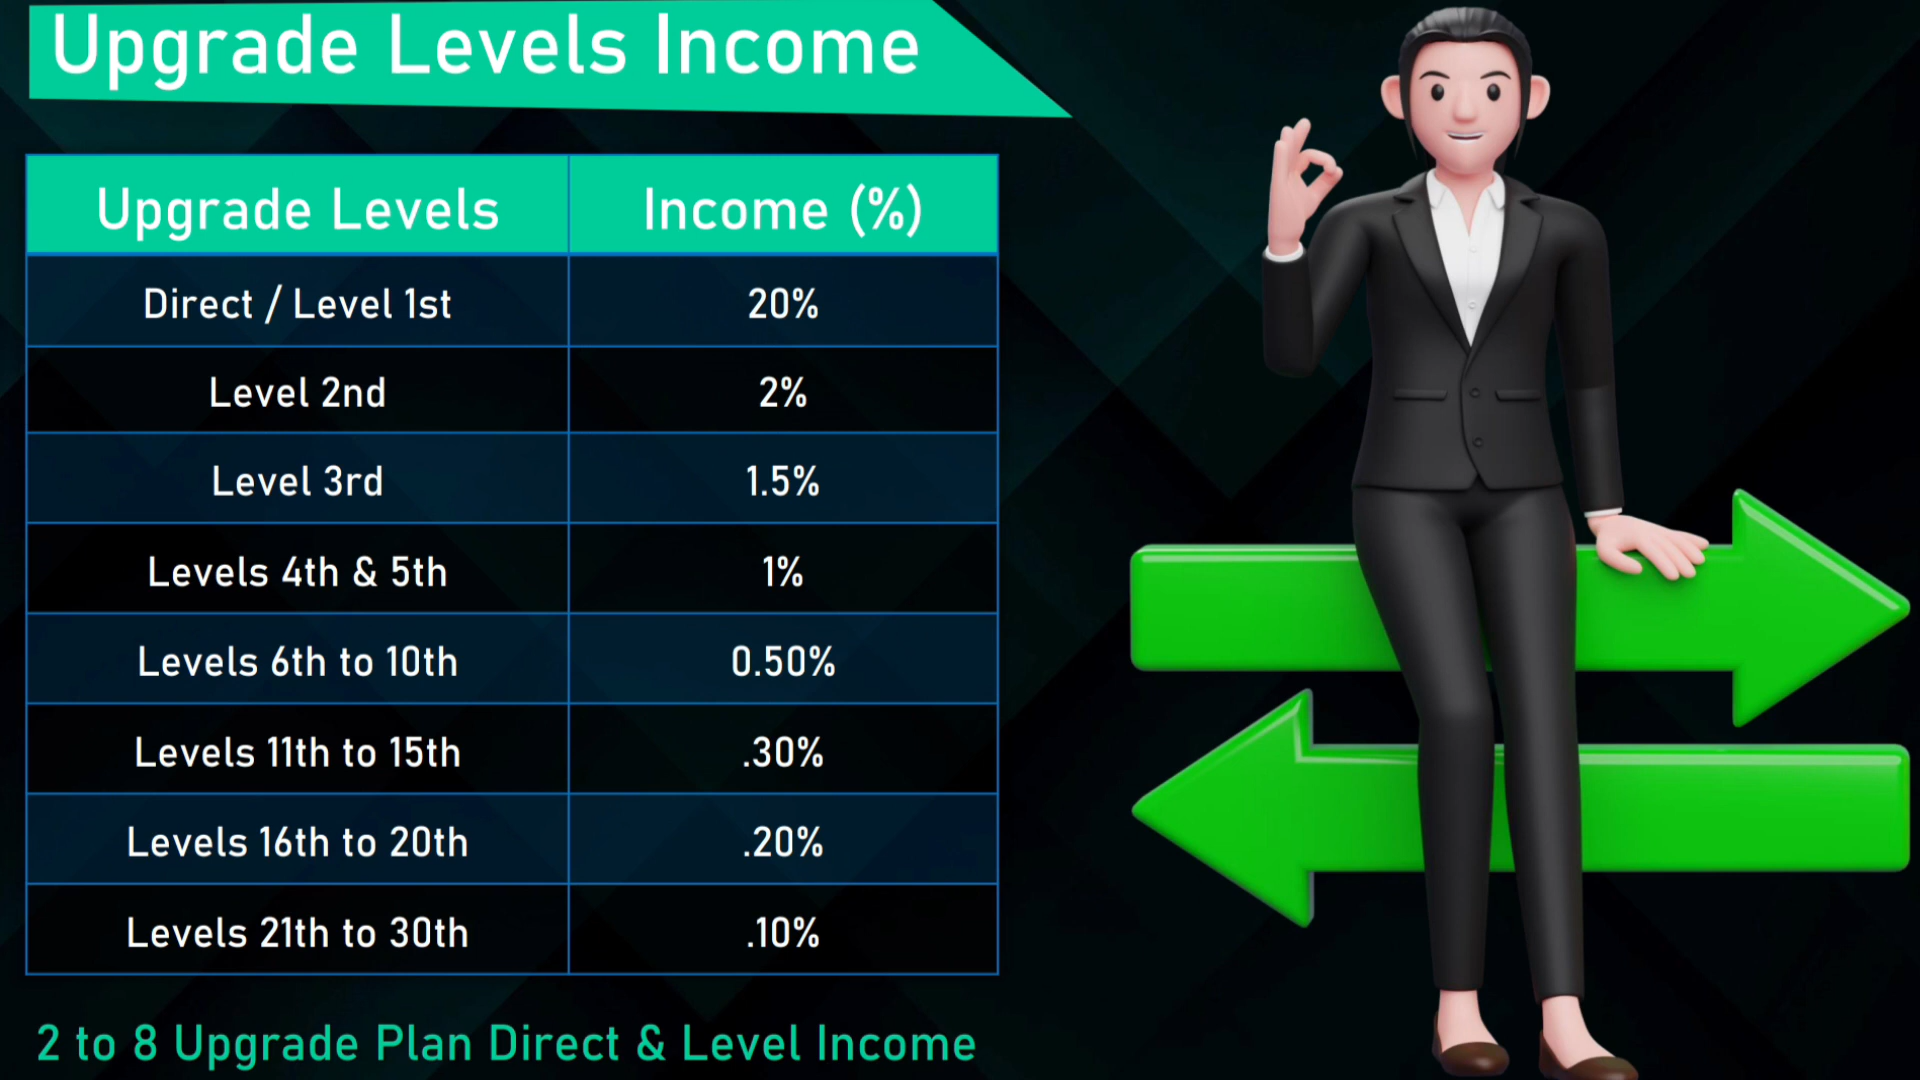 Upgrade Levels Income
Upgrade Levels Income (%)
Direct / Level 1st 20%
Level 2nd 2%
Level 3rd 1.5%
Levels 4th & 5th 1%
Levels 6th to 10th 0.50%
Levels 11th to 15th .30%
Levels 16th to 20th .20%
Levels 21th to 30th .10%
2 to 8 Upgrade Plan Direct & Level Income